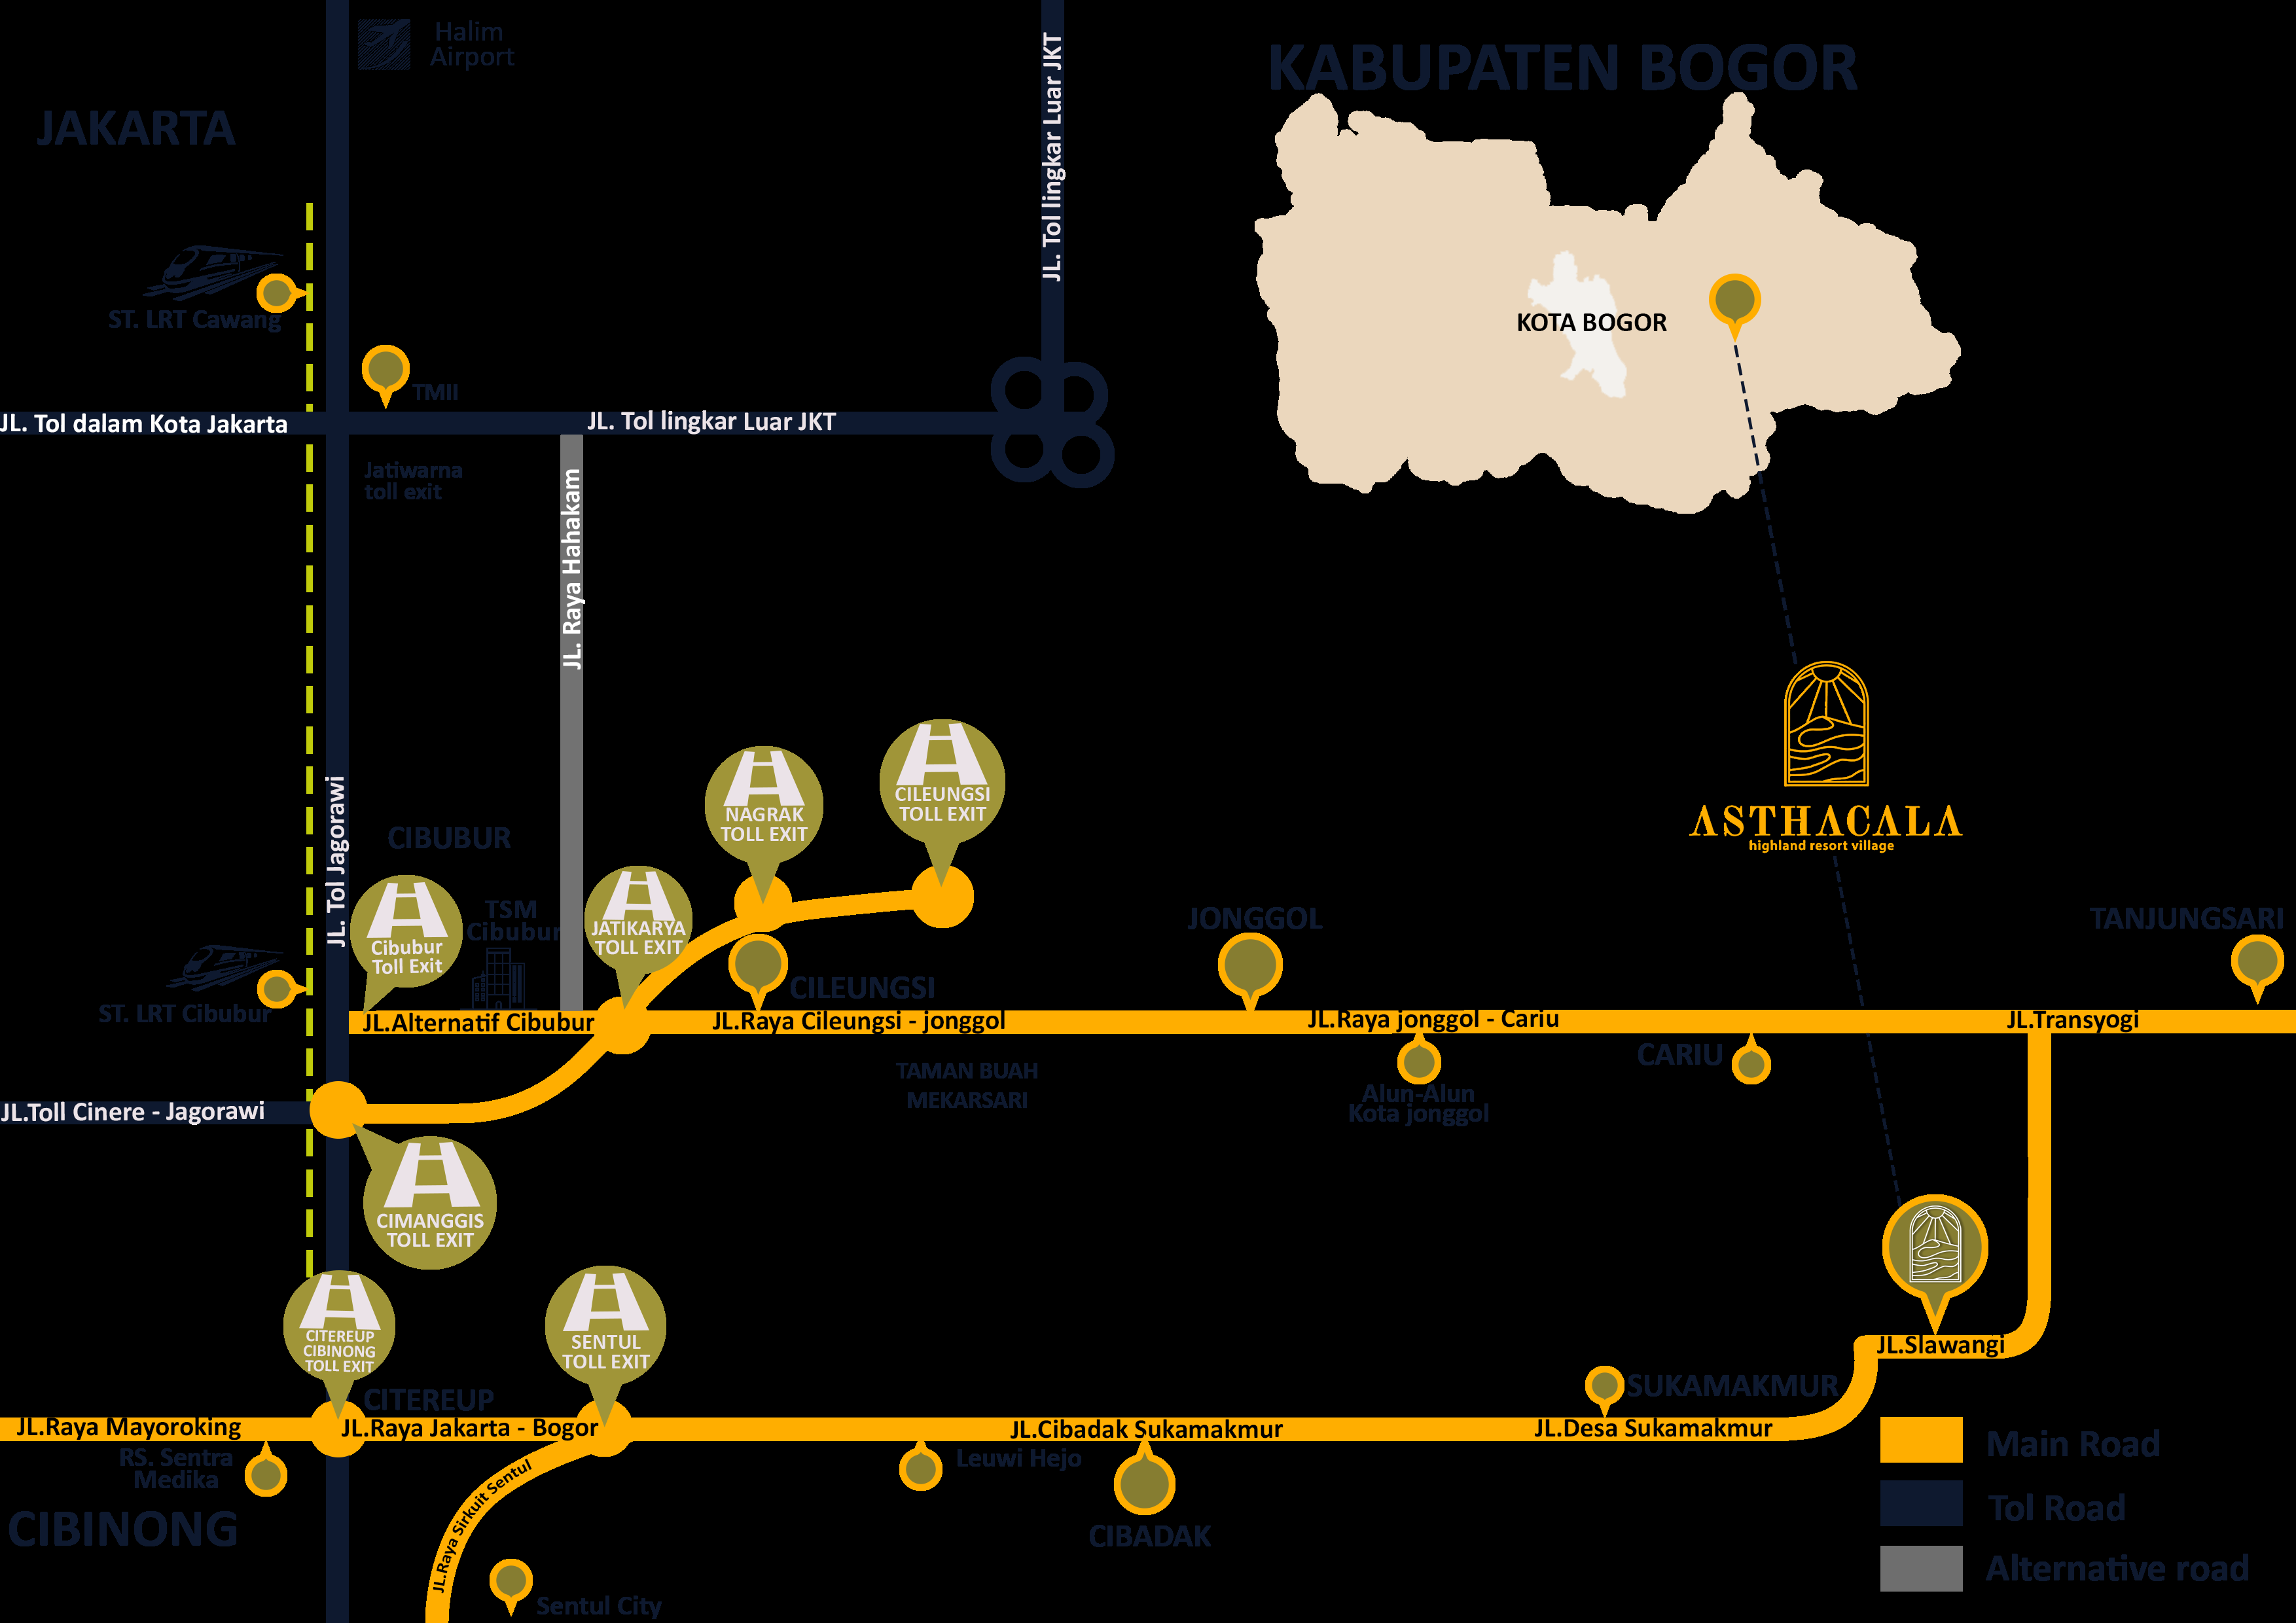 Halim
Airport
KABUPATEN BOGOR
JAKARTA
JL. Tol lingkar Luar JKT
ST. LRT Cawang
KOTA BOGOR
TMII
JL. Tol dalam Kota Jakarta
JL. Tol lingkar Luar JKT
Jatiwarna
toll exit
JL. Raya Hahakam
JL. Tol Jagorawi
CIBUBUR
NAGRAK
TOLL EXIT
CILEUNGSI
TOLL EXIT
ASTHACALA
highland resort village
Cibubur
Toll Exit
TSM
Cibubur
JATIKARYA
TOLL EXIT
JONGGOL
TANJUNGSARI
CILEUNGSI
ST. LRT Cibubur
JL.Alternatif Cibubur
JL.Raya Cileungsi - jonggol
JL.Raya jonggol - Cariu
JL.Transyogi
TAMAN BUAH
MEKARSARI
CARIU
Alun-Alun
Kota jonggol
JL.Toll Cinere - Jagorawi
CIMANGGIS
TOLL EXIT
CITEREUP
CIBINONG
TOLL EXIT
SENTUL
TOLL EXIT
JL.Slawangi
CITEREUP
SUKAMAKMUR
JL.Raya Mayoroking
JL.Raya Jakarta - Bogor
JL.Cibadak Sukamakmur
JL.Desa Sukamakmur
RS. Sentra
Medika
Leuwi Hejo
CIBADAK
CIBINONG
JL.Raya Sirkuit Sentul
Sentul City
Main Road
Tol Road
Alternative road